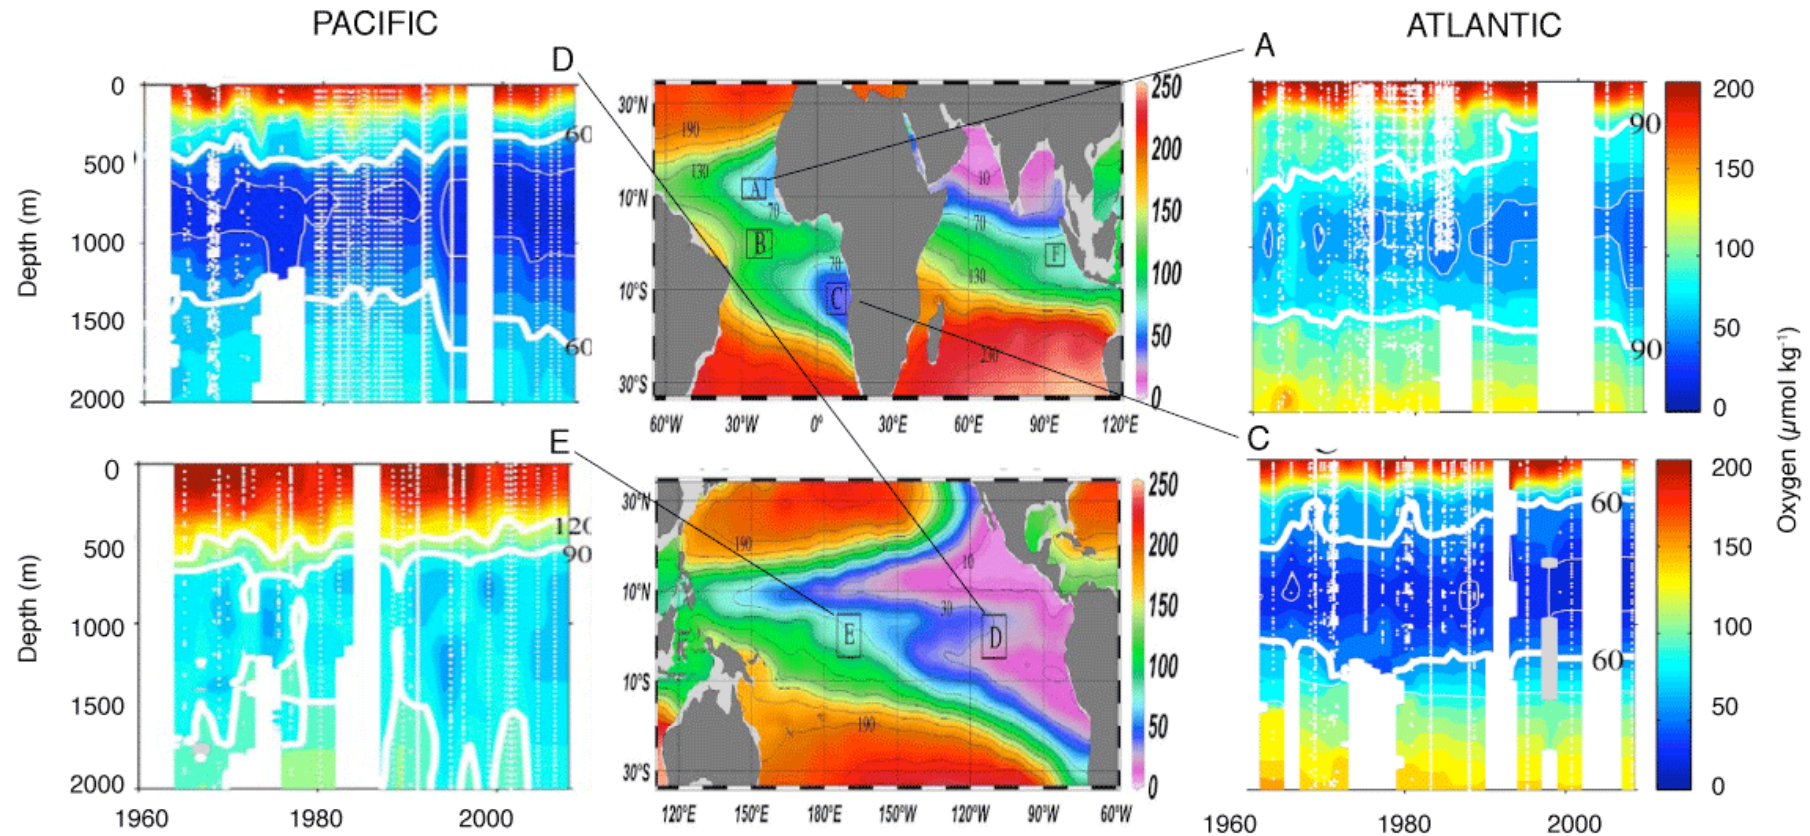 PACIFIC
ATLANTIC
D
A
0
500
1000
1500
2000
Depth (m)
60
60
30°N
10°N
10°S
30°S
190
130
A
70
B
70
C
10
70
F
130
230
60°W 30°W 0° 30°E 60°E 90°E 120°E
250
200
150
100
50
0
90
90
200
150
100
50
0
Oxygen (µmol kg-1)
E
C
0
500
1000
1500
2000
Depth (m)
120
90
1960 1980 2000
30°N
10°N
10°S
30°S
190
10
30
E
D
190
120°E 150°E 180°E 150°W 120°W 90°W 60°W
250
200
150
100
50
0
60
60
200
150
100
50
0
1960 1980 2000